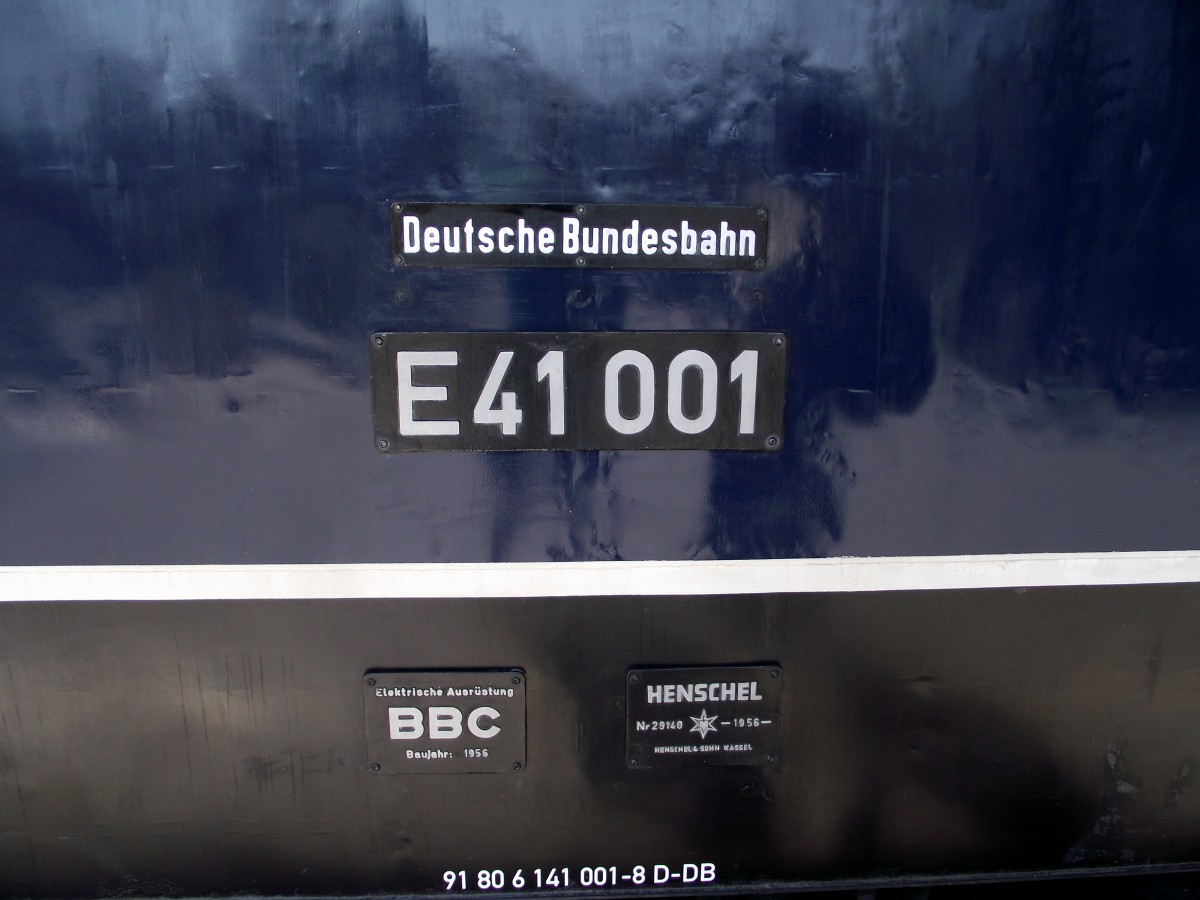 Deutsche Bundesbahn
E 41 001
Elektrische Ausrüstung
BBC
Baujahr: 1956
HENSCHEL
Nr 29140 —1956—
HENSCHEL & SOHN KASSEL
91 80 6 141 001-8 D-DB